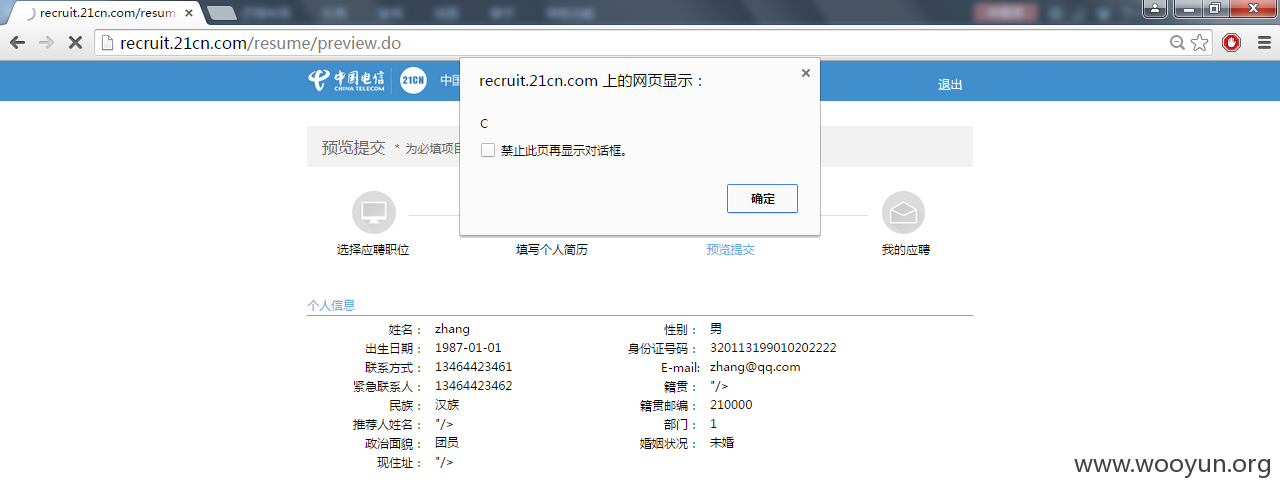 recruit.21cn.com/resum
recruit.21cn.com/resume/preview.do
中国电信
CHINA TELECOM
21CN
中国
退出
recruit.21cn.com 上的网页显示：
C
禁止此页再显示对话框。
确定
预览提交 * 为必填项目
选择应聘职位
填写个人简历
预览提交
我的应聘
个人信息
姓名： zhang 性别： 男
出生日期： 1987-01-01 身份证号码： 320113199010202222
联系方式： 13464423461 E-mail: zhang@qq.com
紧急联系人： 13464423462 籍贯： "/>
民族： 汉族 籍贯邮编： 210000
推荐人姓名： "/> 部门： 1
政治面貌： 团员 婚姻状况： 未婚
现住址： "/>
www.wooyun.org